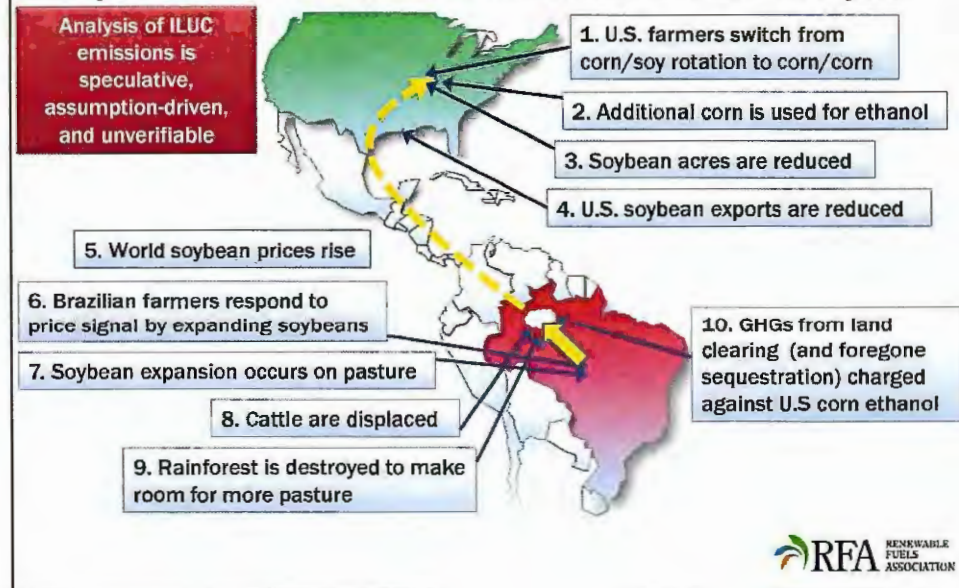 Analysis of ILUC
emissions is
speculative,
assumption-driven,
and unverifiable
1. U.S. farmers switch from
corn/soy rotation to corn/corn
2. Additional corn is used for ethanol
3. Soybean acres are reduced
4. U.S. soybean exports are reduced
5. World soybean prices rise
6. Brazilian farmers respond to
price signal by expanding soybeans
7. Soybean expansion occurs on pasture
8. Cattle are displaced
9. Rainforest is destroyed to make
room for more pasture
10. GHGs from land
clearing (and foregone
sequestration) charged
against U.S corn ethanol
RFA RENEWABLE
FUELS
ASSOCIATION